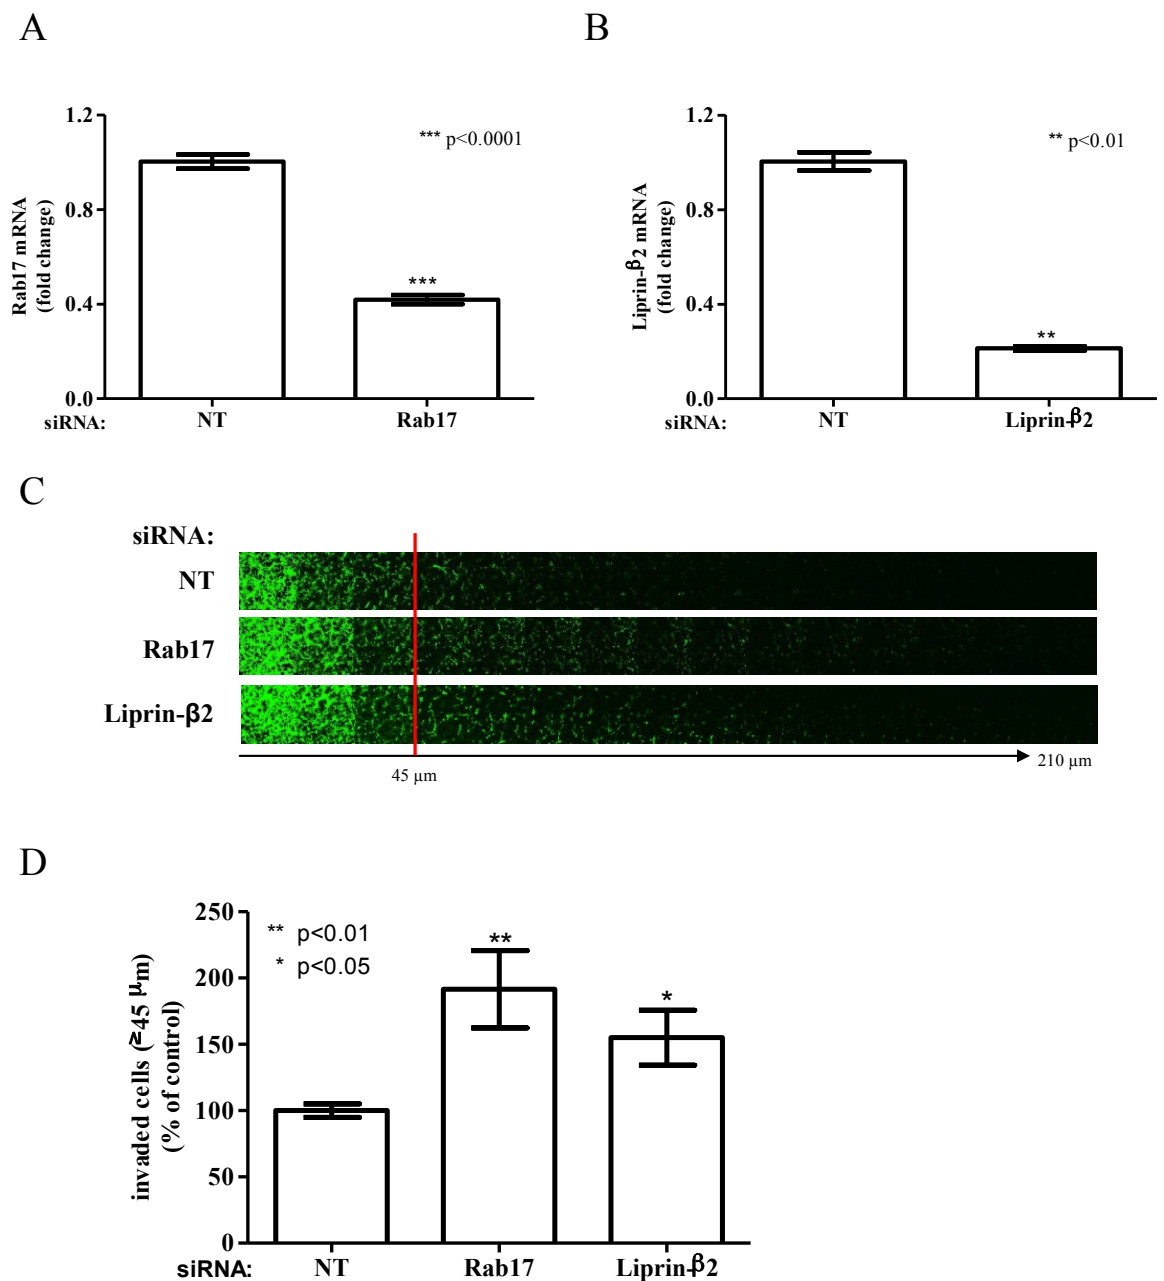 A
B
1.2
0.8
0.4
0.0
Rab17 mRNA
(fold change)
*** p<0.0001
***
siRNA:
NT
Rab17
1.2
0.8
0.4
0.0
Liprin-β2 mRNA
(fold change)
** p<0.01
**
siRNA:
NT
Liprin-β2
C
siRNA:
NT
Rab17
Liprin-β2
45 µm
210 µm
D
250
200
150
100
50
0
invaded cells (≥45 µm)
(% of control)
** p<0.01
* p<0.05
**
*
siRNA:
NT
Rab17
Liprin-β2